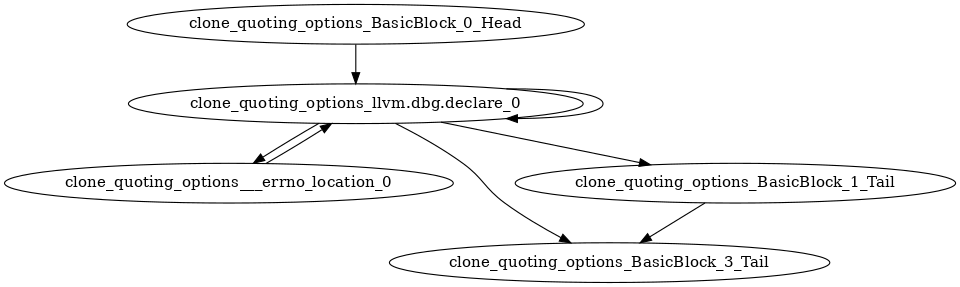 clone_quoting_options_BasicBlock_0_Head
clone_quoting_options_llvm.dbg.declare_0
clone_quoting_options___errno_location_0
clone_quoting_options_BasicBlock_1_Tail
clone_quoting_options_BasicBlock_3_Tail